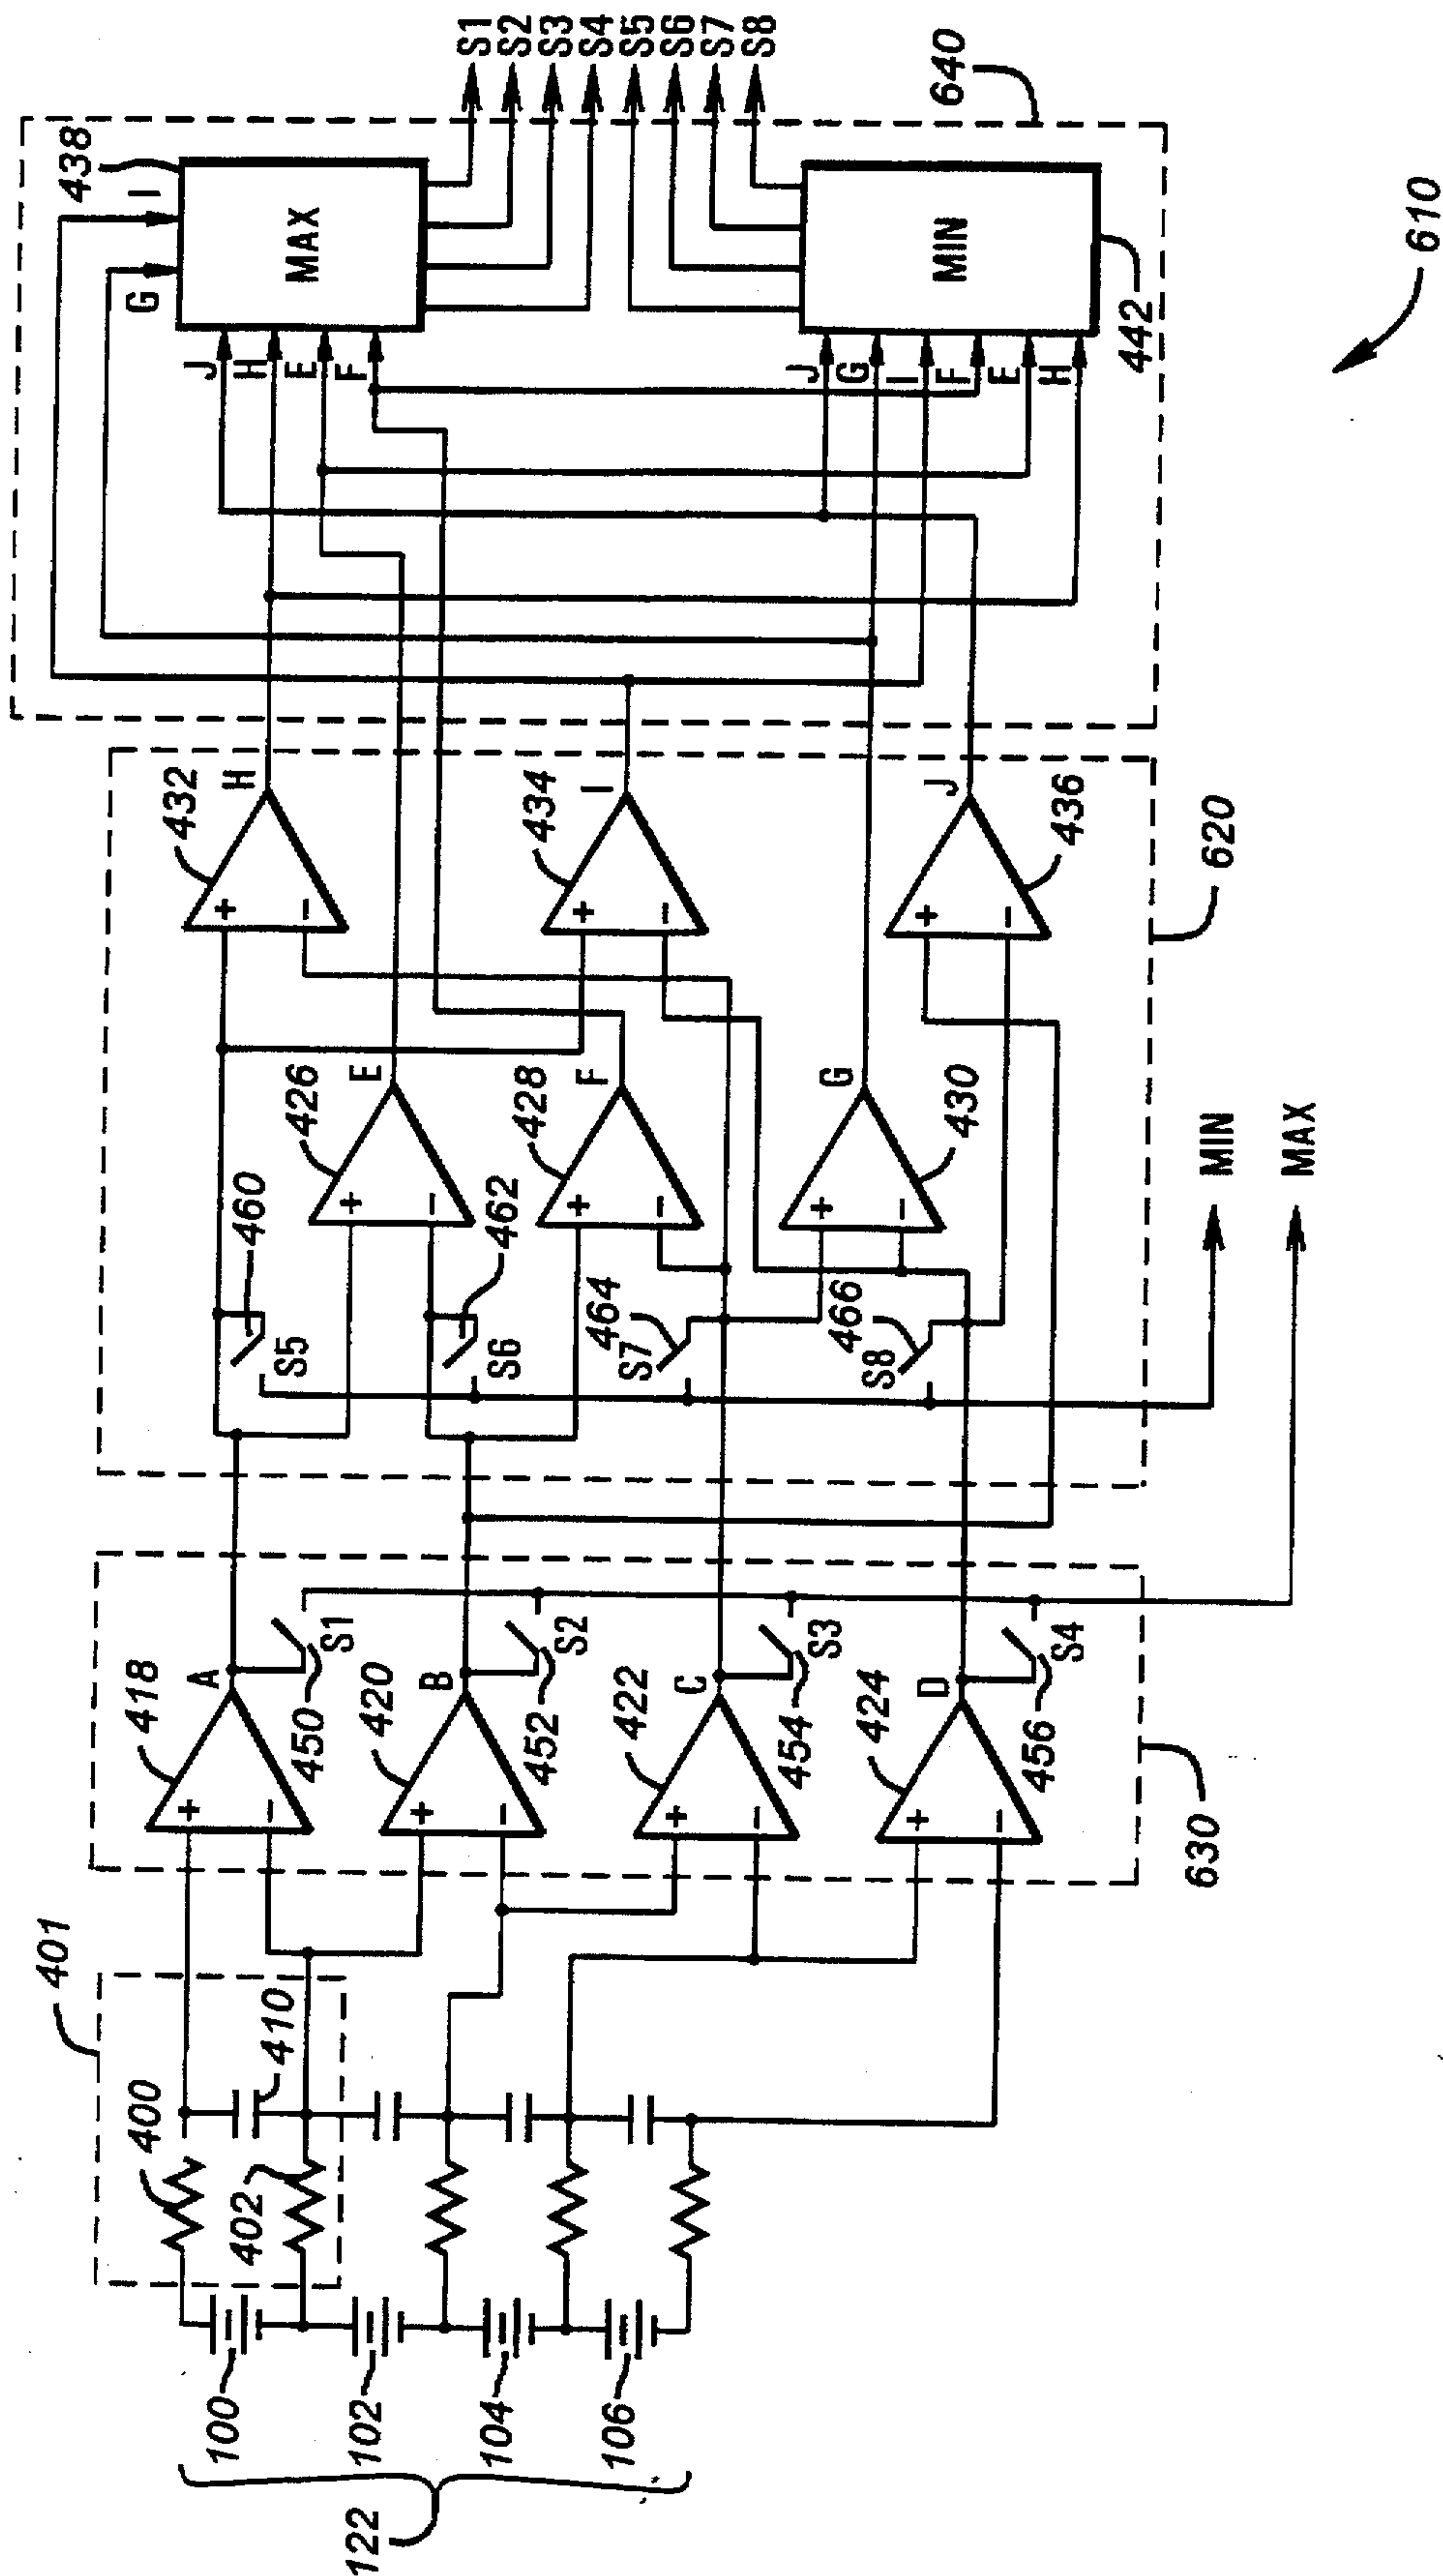 122
100
102
104
106
401
400
402
410
418
+
-
A
450
S1
420
+
-
B
452
S2
422
+
-
C
454
S3
424
+
-
D
456
S4
630
460
S5
462
S6
464
S7
466
S8
426
+
-
E
428
+
-
F
430
+
-
G
432
+
-
H
434
+
-
I
436
+
-
J
620
MIN
MAX
438
G
I
J
H
E
F
MAX
J
G
I
F
E
H
MIN
442
S1
S2
S3
S4
S5
S6
S7
S8
640
610